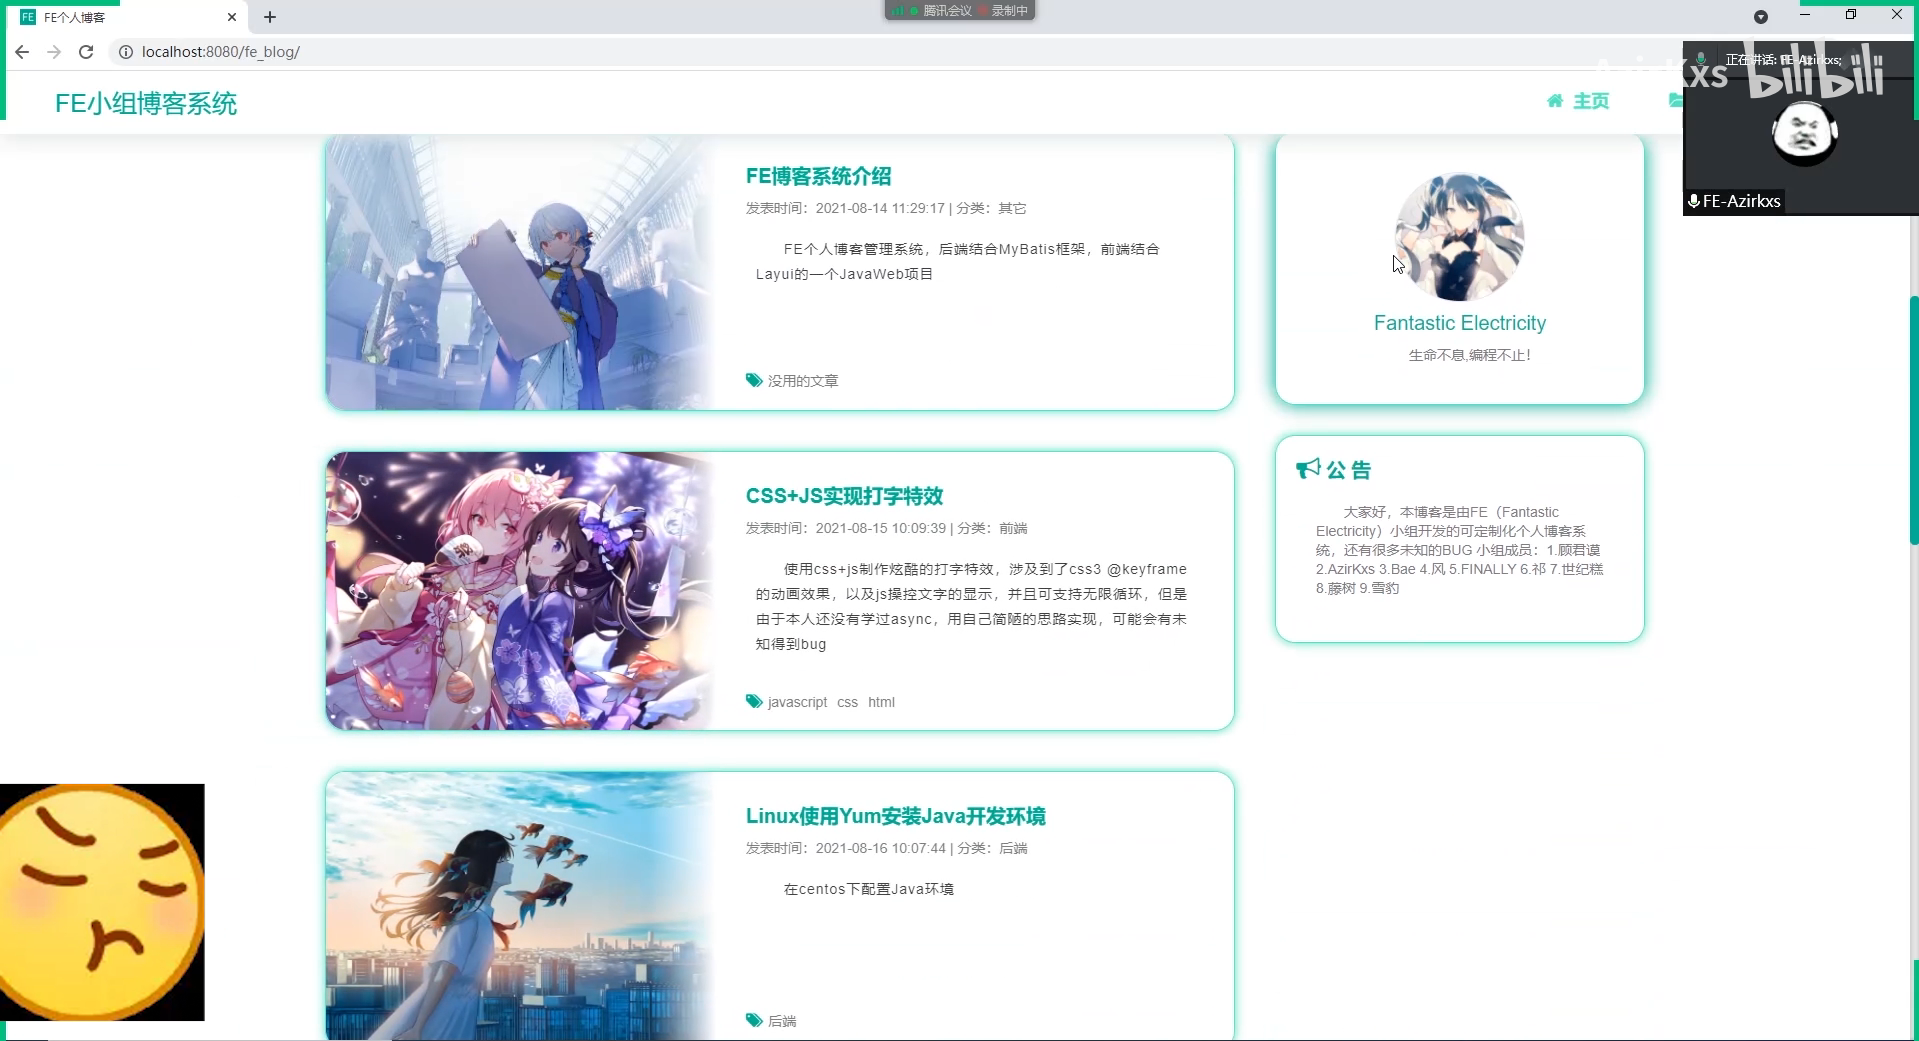 FE个人博客
腾讯会议 录制中
localhost:8080/fe_blog/
正在讲话: FE-Azirkxs;
bilibili
FE小组博客系统
主页
FE-Azirkxs
FE博客系统介绍
发表时间：2021-08-14 11:29:17 | 分类：其它
FE个人博客管理系统，后端结合MyBatis框架，前端结合
Layui的一个JavaWeb项目
没用的文章
Fantastic Electricity
生命不息,编程不止！
CSS+JS实现打字特效
发表时间：2021-08-15 10:09:39 | 分类：前端
使用css+js制作炫酷的打字特效，涉及到了css3 @keyframe
的动画效果，以及js操控文字的显示，并且可支持无限循环，但是
由于本人还没有学过async，用自己简陋的思路实现，可能会有未
知得到bug
javascript css html
公 告
大家好，本博客是由FE（Fantastic
Electricity）小组开发的可定制化个人博客系
统，还有很多未知的BUG 小组成员：1.顾君谟
2.AzirKxs 3.Bae 4.风 5.FINALLY 6.祁 7.世纪糕
8.藤树 9.雪豹
Linux使用Yum安装Java开发环境
发表时间：2021-08-16 10:07:44 | 分类：后端
在centos下配置Java环境
后端